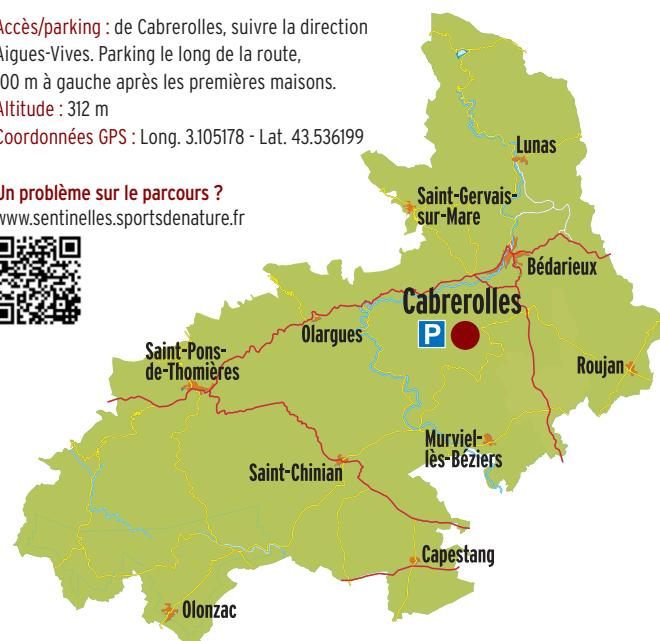 Accès/parking : de Cabrerolles, suivre la direction
Aigues-Vives. Parking le long de la route,
00 m à gauche après les premières maisons.
Altitude : 312 m
Coordonnées GPS : Long. 3.105178 - Lat. 43.536199
Un problème sur le parcours ?
www.sentinelles.sportsdenature.fr
Lunas
Saint-Gervais-
sur-Mare
Bédarieux
Cabrerolles
P
Olargues
Saint-Pons-
de-Thomières
Roujan
Murviel-
lès-Béziers
Saint-Chinian
Capestang
Olonzac